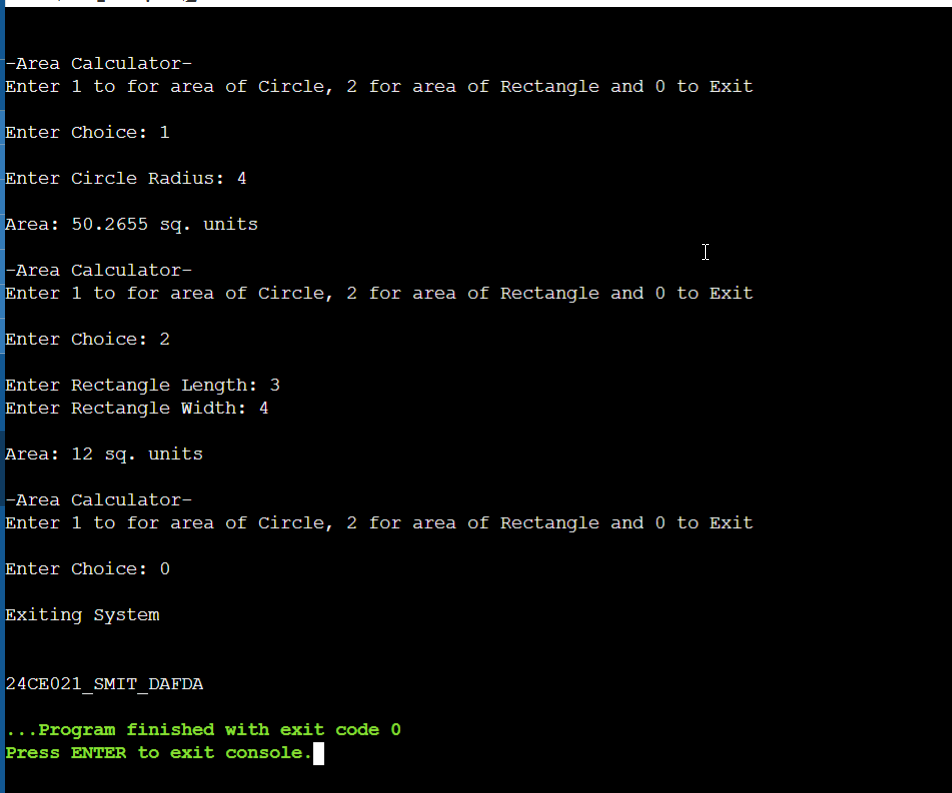 -Area Calculator-
Enter 1 to for area of Circle, 2 for area of Rectangle and 0 to Exit
Enter Choice: 1
Enter Circle Radius: 4
Area: 50.2655 sq. units
-Area Calculator-
Enter 1 to for area of Circle, 2 for area of Rectangle and 0 to Exit
Enter Choice: 2
Enter Rectangle Length: 3
Enter Rectangle Width: 4
Area: 12 sq. units
-Area Calculator-
Enter 1 to for area of Circle, 2 for area of Rectangle and 0 to Exit
Enter Choice: 0
Exiting System
24CE021_SMIT_DAFDA
...Program finished with exit code 0
Press ENTER to exit console.